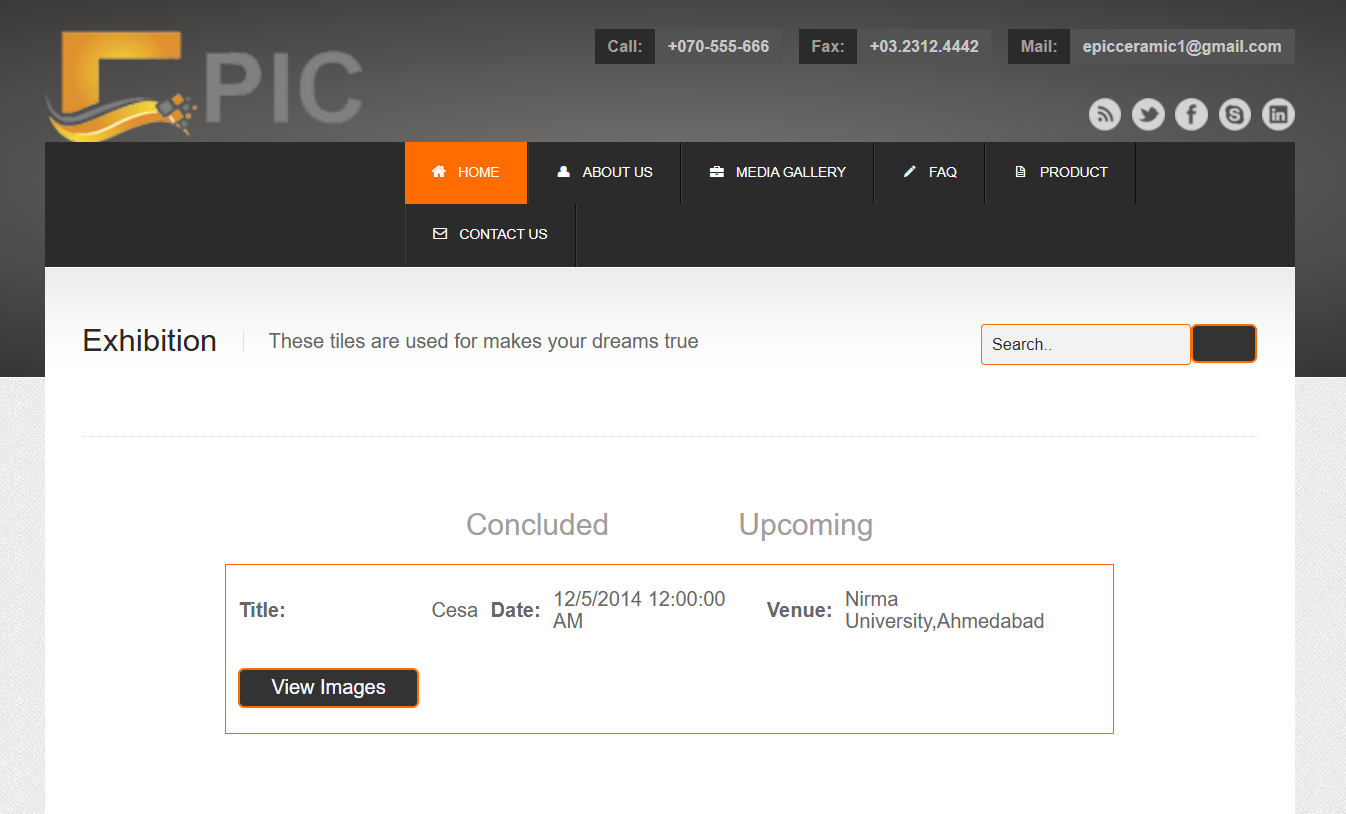 PIC
Call: +070-555-666 Fax: +03.2312.4442 Mail: epicceramic1@gmail.com
HOME ABOUT US MEDIA GALLERY FAQ PRODUCT
CONTACT US
Exhibition These tiles are used for makes your dreams true Search..
Concluded Upcoming
Title: Cesa Date: 12/5/2014 12:00:00 AM Venue: Nirma University,Ahmedabad
View Images